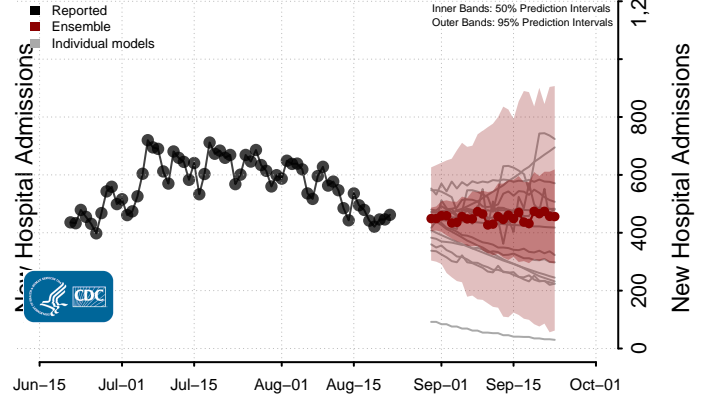 Reported
Ensemble
Individual models
Inner Bands: 50% Prediction Intervals
Outer Bands: 95% Prediction Intervals
New Hospital Admissions
CDC
1,2
800
600
400
200
0
New Hospital Admissions
Jun–15
Jul–01
Jul–15
Aug–01
Aug–15
Sep–01
Sep–15
Oct–01